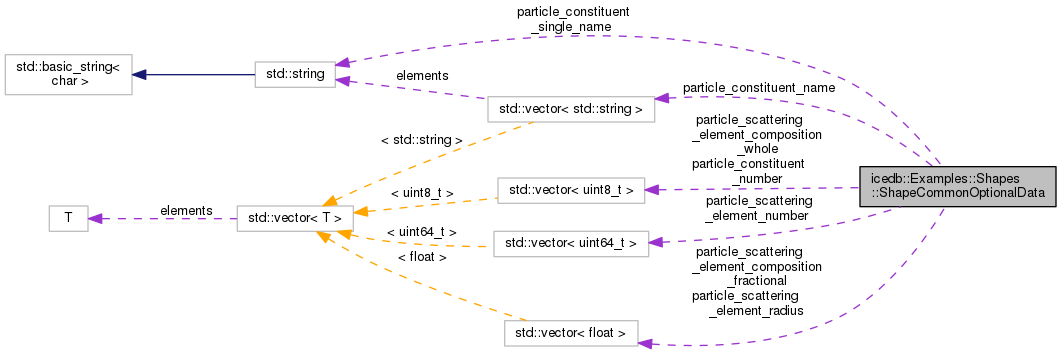 particle_constituent
_single_name
std::basic_string<
char >
std::string
elements
particle_constituent_name
std::vector< std::string >
particle_scattering
_element_composition
_whole
particle_constituent
_number
< std::string >
icedb::Examples::Shapes
::ShapeCommonOptionalData
< uint8_t >
std::vector< uint8_t >
T
elements
std::vector< T >
particle_scattering
_element_number
< uint64_t >
std::vector< uint64_t >
< float >
particle_scattering
_element_composition
_fractional
particle_scattering
_element_radius
std::vector< float >